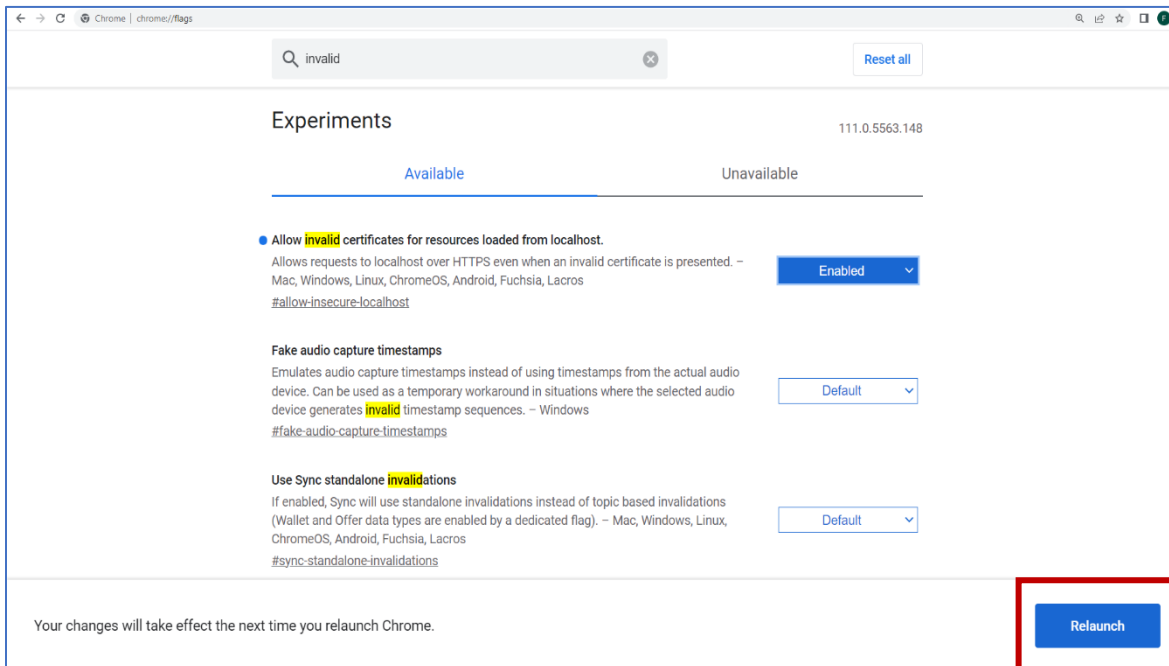 Chrome | chrome://flags
F
invalid
Reset all
Experiments
111.0.5563.148
Available
Unavailable
Allow invalid certificates for resources loaded from localhost.
Allows requests to localhost over HTTPS even when an invalid certificate is presented. –
Mac, Windows, Linux, ChromeOS, Android, Fuchsia, Lacros
#allow-insecure-localhost
Enabled
Fake audio capture timestamps
Emulates audio capture timestamps instead of using timestamps from the actual audio
device. Can be used as a temporary workaround in situations where the selected audio
device generates invalid timestamp sequences. – Windows
#fake-audio-capture-timestamps
Default
Use Sync standalone invalidations
If enabled, Sync will use standalone invalidations instead of topic based invalidations
(Wallet and Offer data types are enabled by a dedicated flag). – Mac, Windows, Linux,
ChromeOS, Android, Fuchsia, Lacros
#sync-standalone-invalidations
Default
Your changes will take effect the next time you relaunch Chrome.
Relaunch